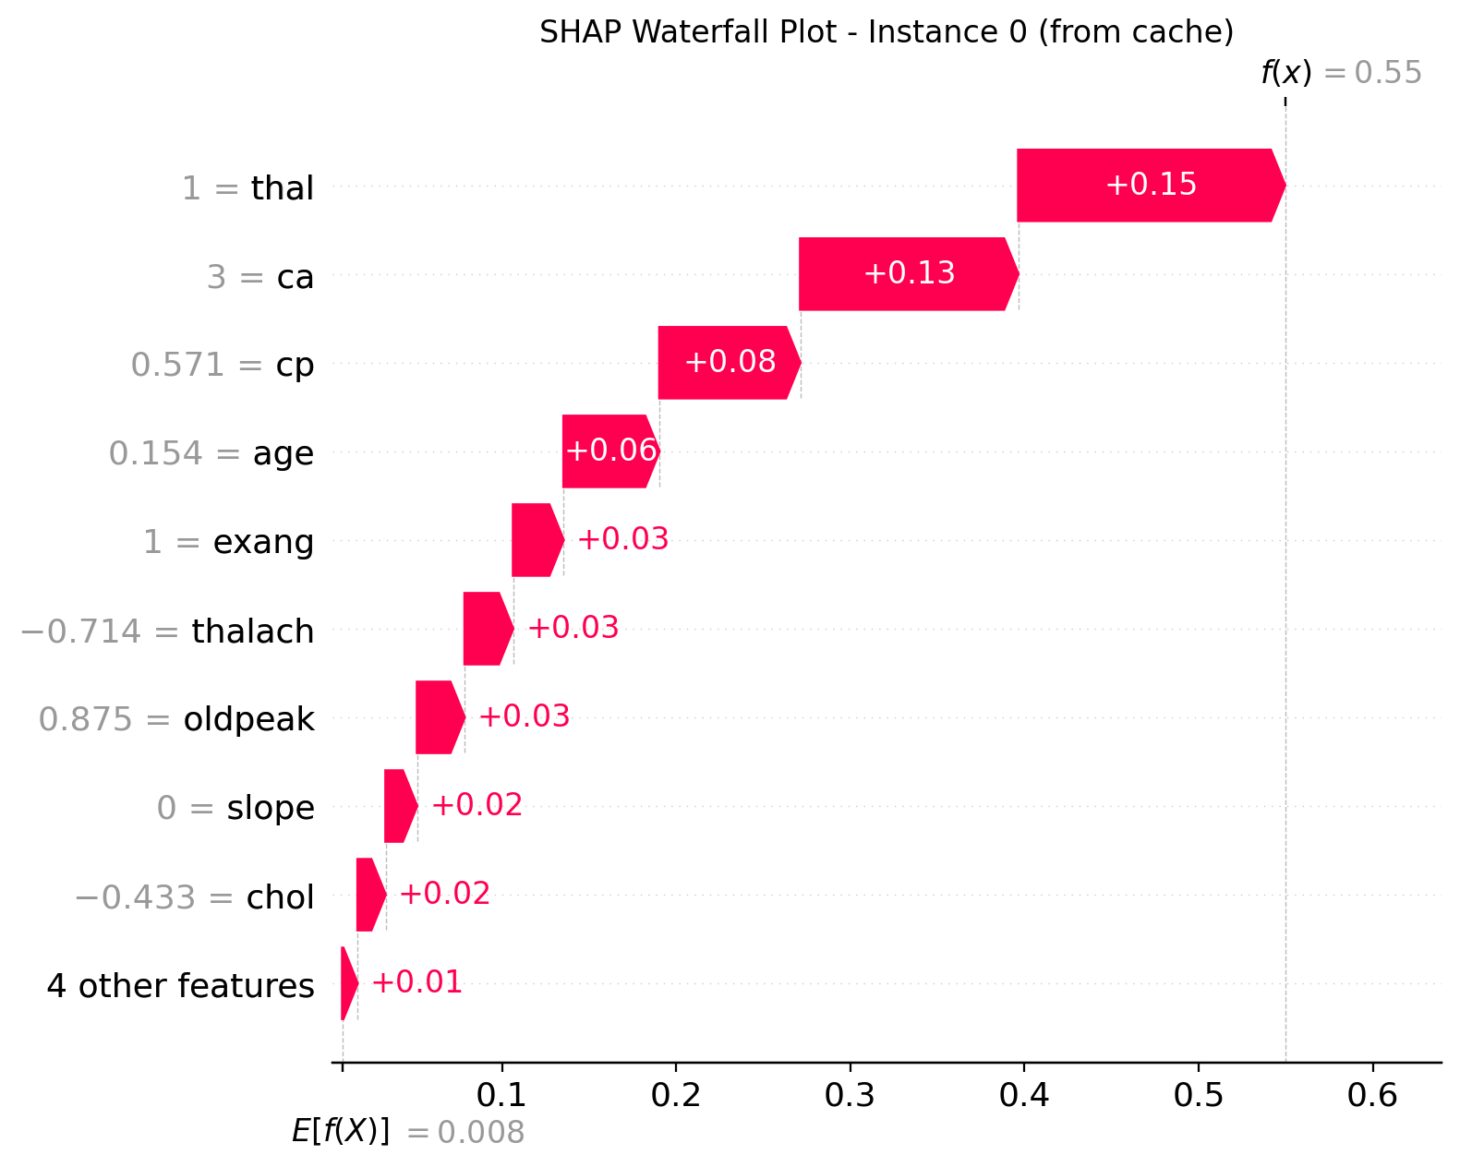 SHAP Waterfall Plot - Instance 0 (from cache)
f(x) = 0.55
1 = thal +0.15
3 = ca +0.13
0.571 = cp +0.08
0.154 = age +0.06
1 = exang +0.03
−0.714 = thalach +0.03
0.875 = oldpeak +0.03
0 = slope +0.02
−0.433 = chol +0.02
4 other features +0.01
0.1 0.2 0.3 0.4 0.5 0.6
E[f(X)] = 0.008